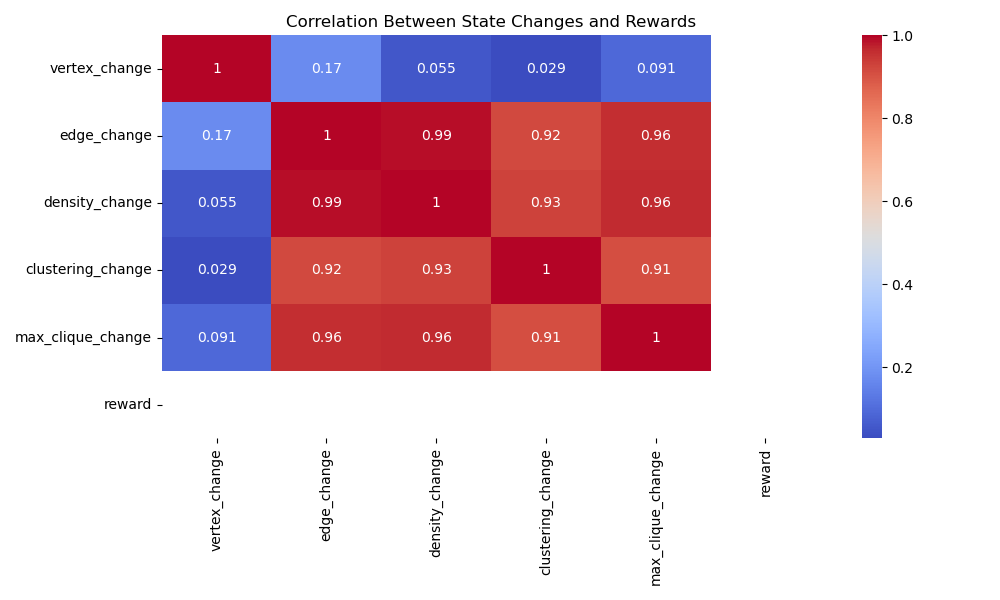 Correlation Between State Changes and Rewards
vertex_change 1 0.17 0.055 0.029 0.091
edge_change 0.17 1 0.99 0.92 0.96
density_change 0.055 0.99 1 0.93 0.96
clustering_change 0.029 0.92 0.93 1 0.91
max_clique_change 0.091 0.96 0.96 0.91 1
reward
vertex_change
edge_change
density_change
clustering_change
max_clique_change
reward
1.0
0.8
0.6
0.4
0.2